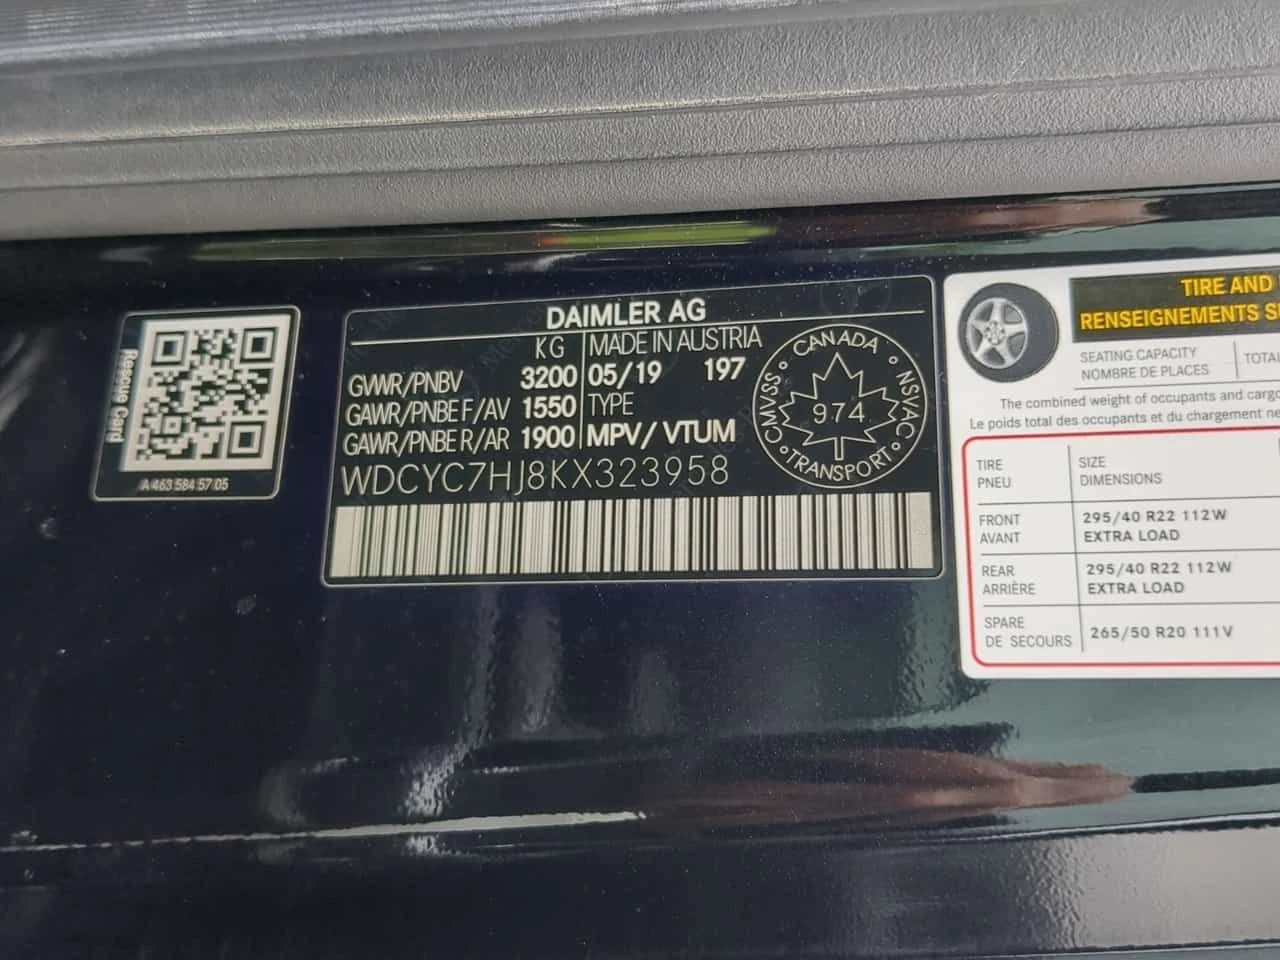 Rescue Card
A 463 584 57 05
DAIMLER AG
KG MADE IN AUSTRIA
GVWR/PNBV 3200 05/19 197
GAWR/PNBE F/AV 1550 TYPE
GAWR/PNBE R/AR 1900 MPV/VTUM
WDCYC7HJ8KX323958
CANADA
CMVSS 974 NSVAC
TRANSPORT
TIRE AND
RENSEIGNEMENTS
SEATING CAPACITY
NOMBRE DE PLACES
The combined weight of occupants and
Le poids total des occupants et du chargement
TIRE SIZE
PNEU DIMENSIONS
FRONT 295/40 R22 112W
AVANT EXTRA LOAD
REAR 295/40 R22 112W
ARRIÈRE EXTRA LOAD
SPARE 265/50 R20 111V
DE SECOURS